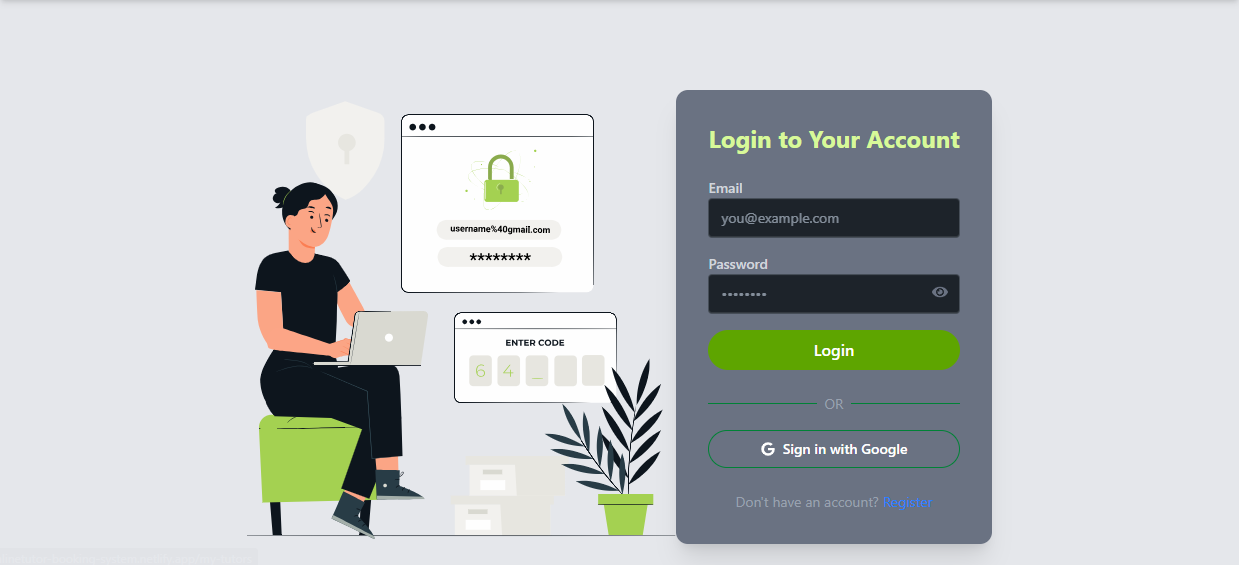 username%40gmail.com
********
ENTER CODE
6 4 _
Login to Your Account
Email
you@example.com
Password
••••••••
Login
OR
Sign in with Google
Don't have an account? Register